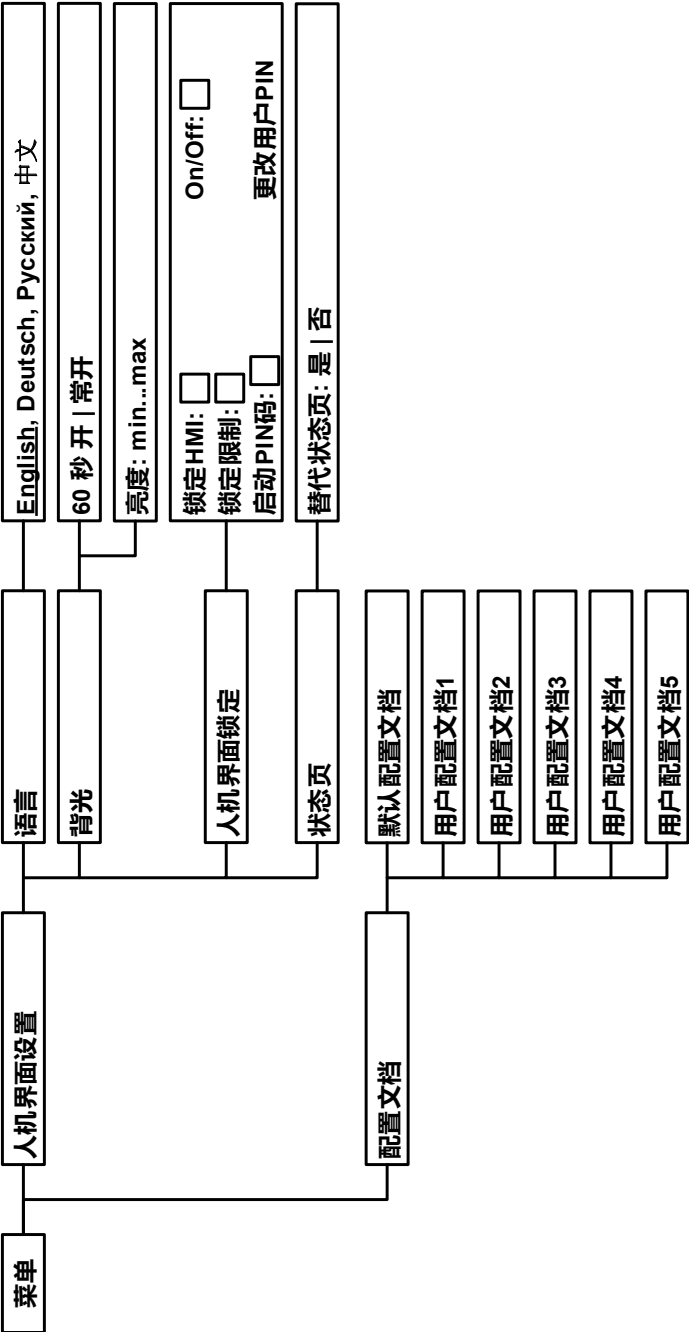 菜单
人机界面设置
语言
English, Deutsch, Русский, 中文
背光
60 秒 开 | 常开
亮度: min...max
人机界面锁定
锁定HMI: On/Off:
锁定限制:
启动PIN码: 更改用户PIN
状态页
替代状态页: 是 | 否
配置文档
默认配置文档
用户配置文档1
用户配置文档2
用户配置文档3
用户配置文档4
用户配置文档5